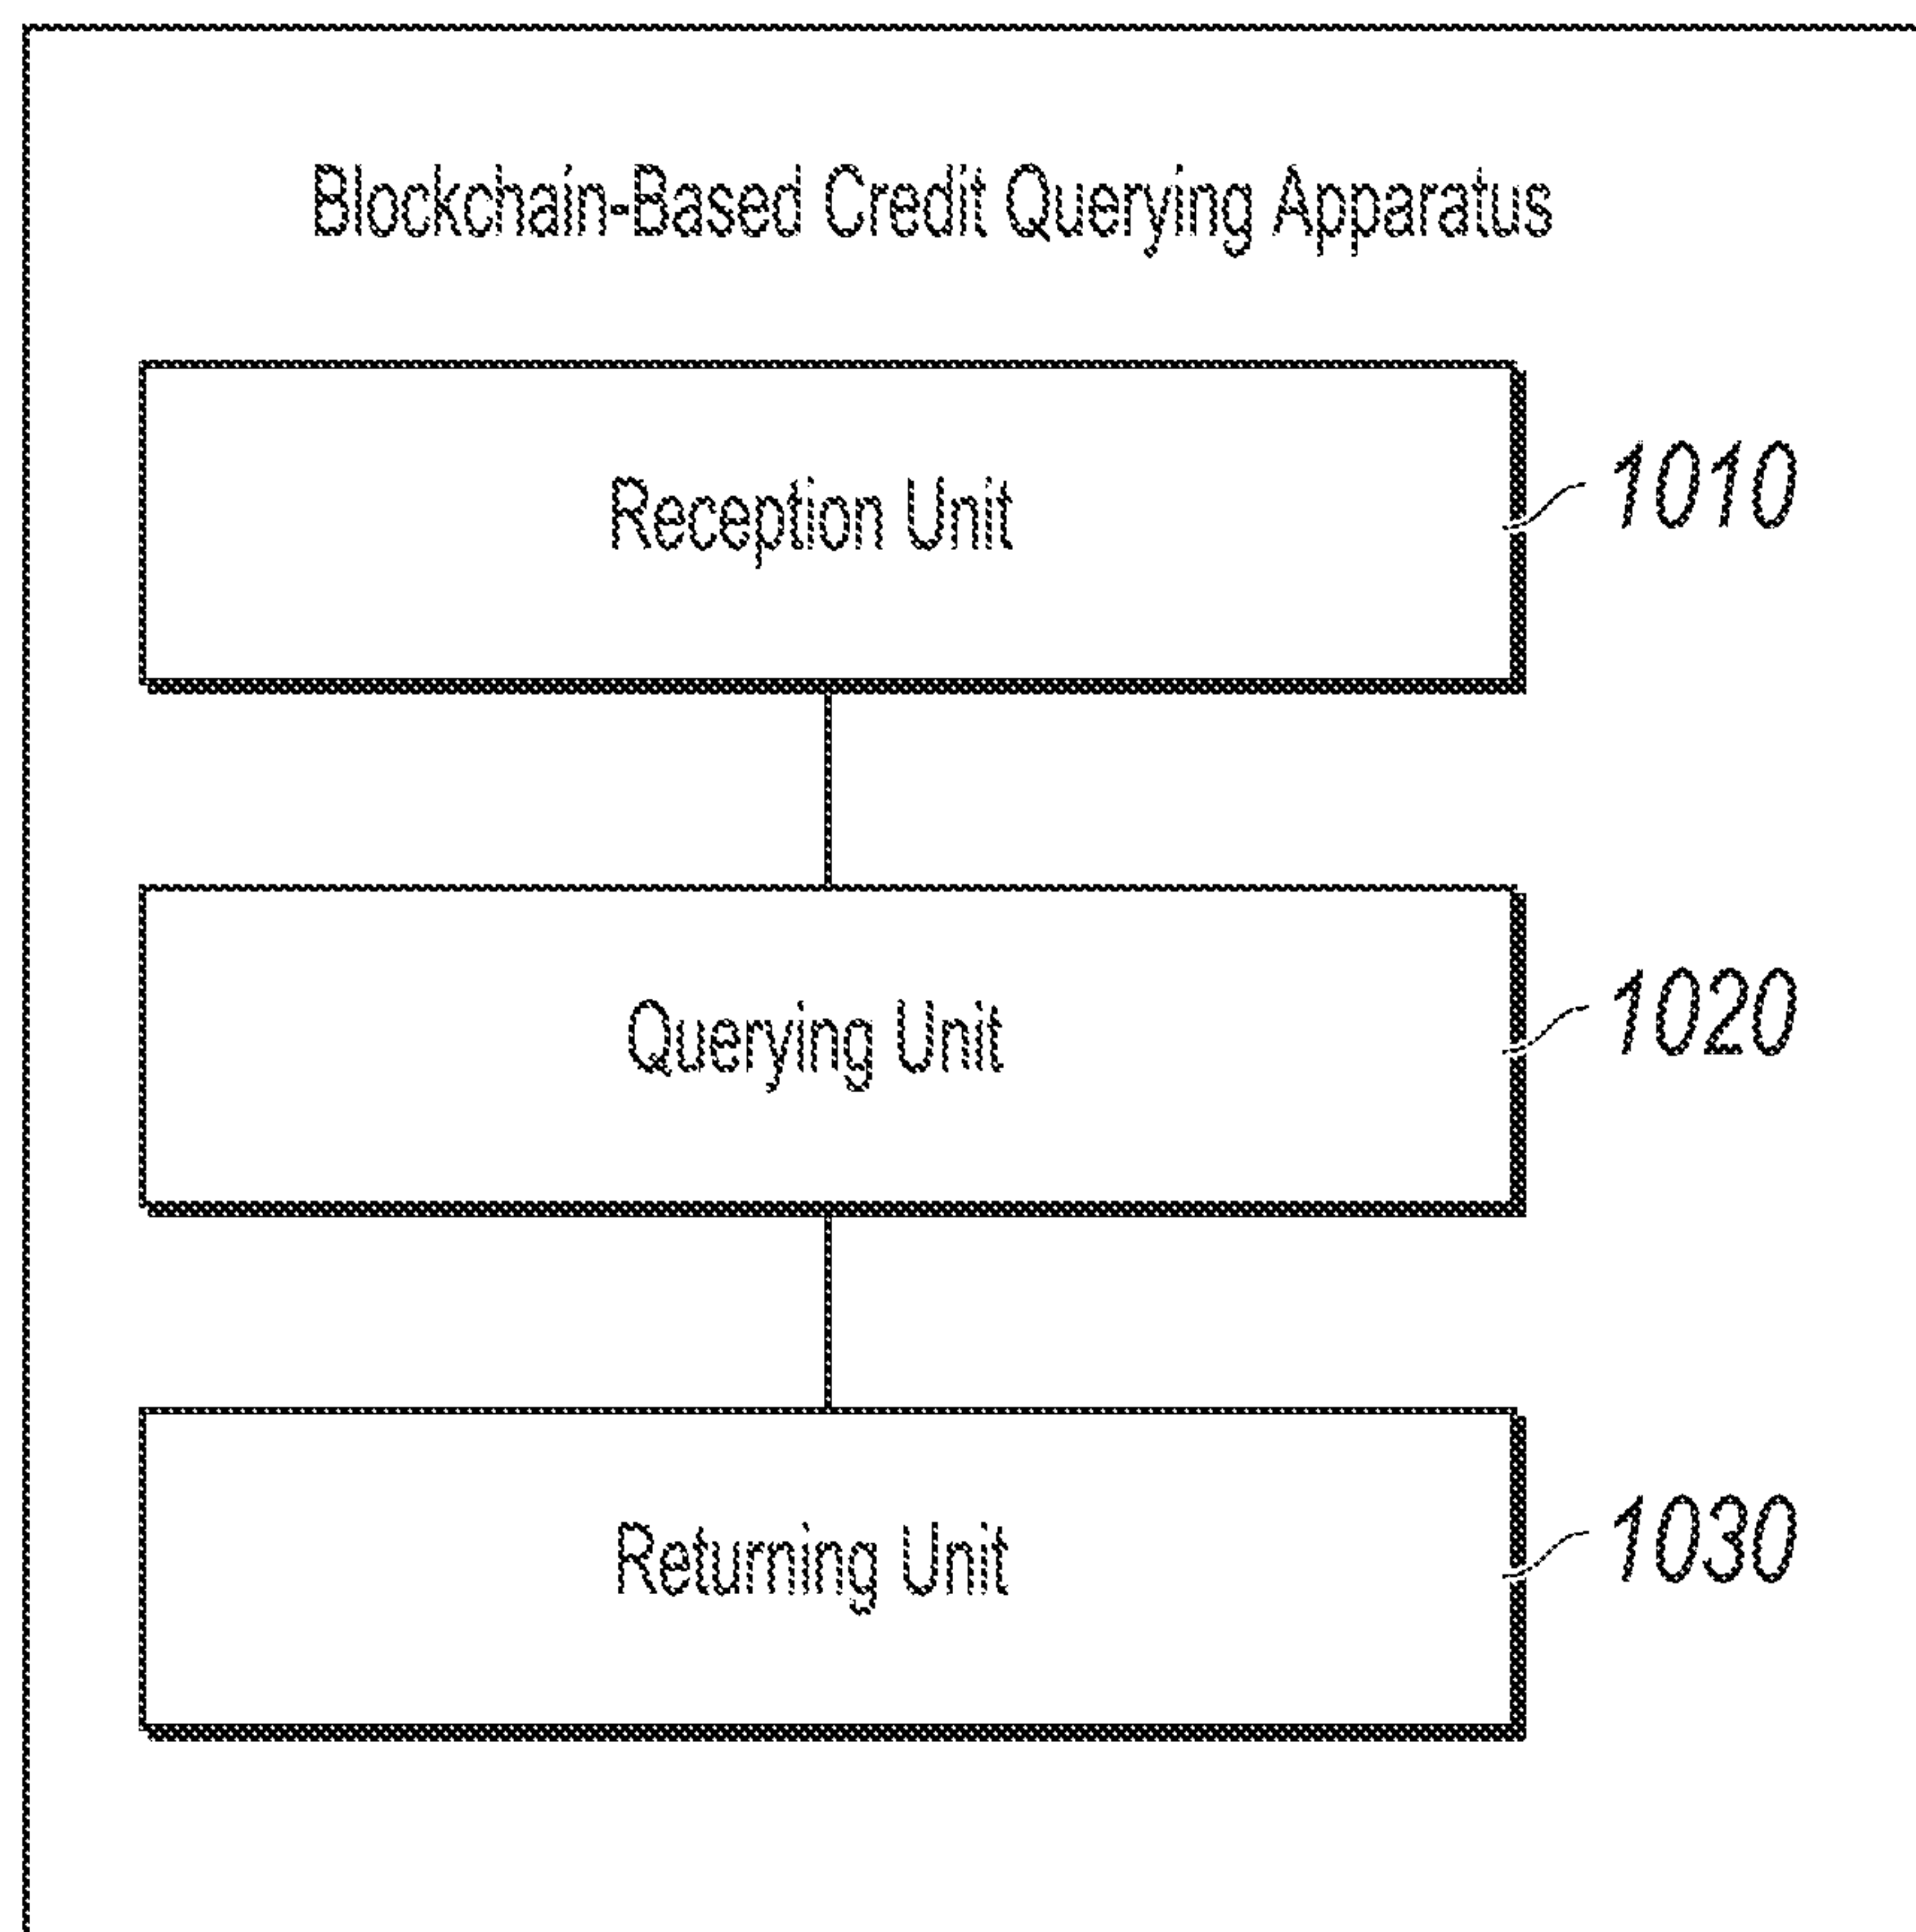 Blockchain-Based Credit Querying Apparatus
Reception Unit
1010
Querying Unit
1020
Returning Unit
1030